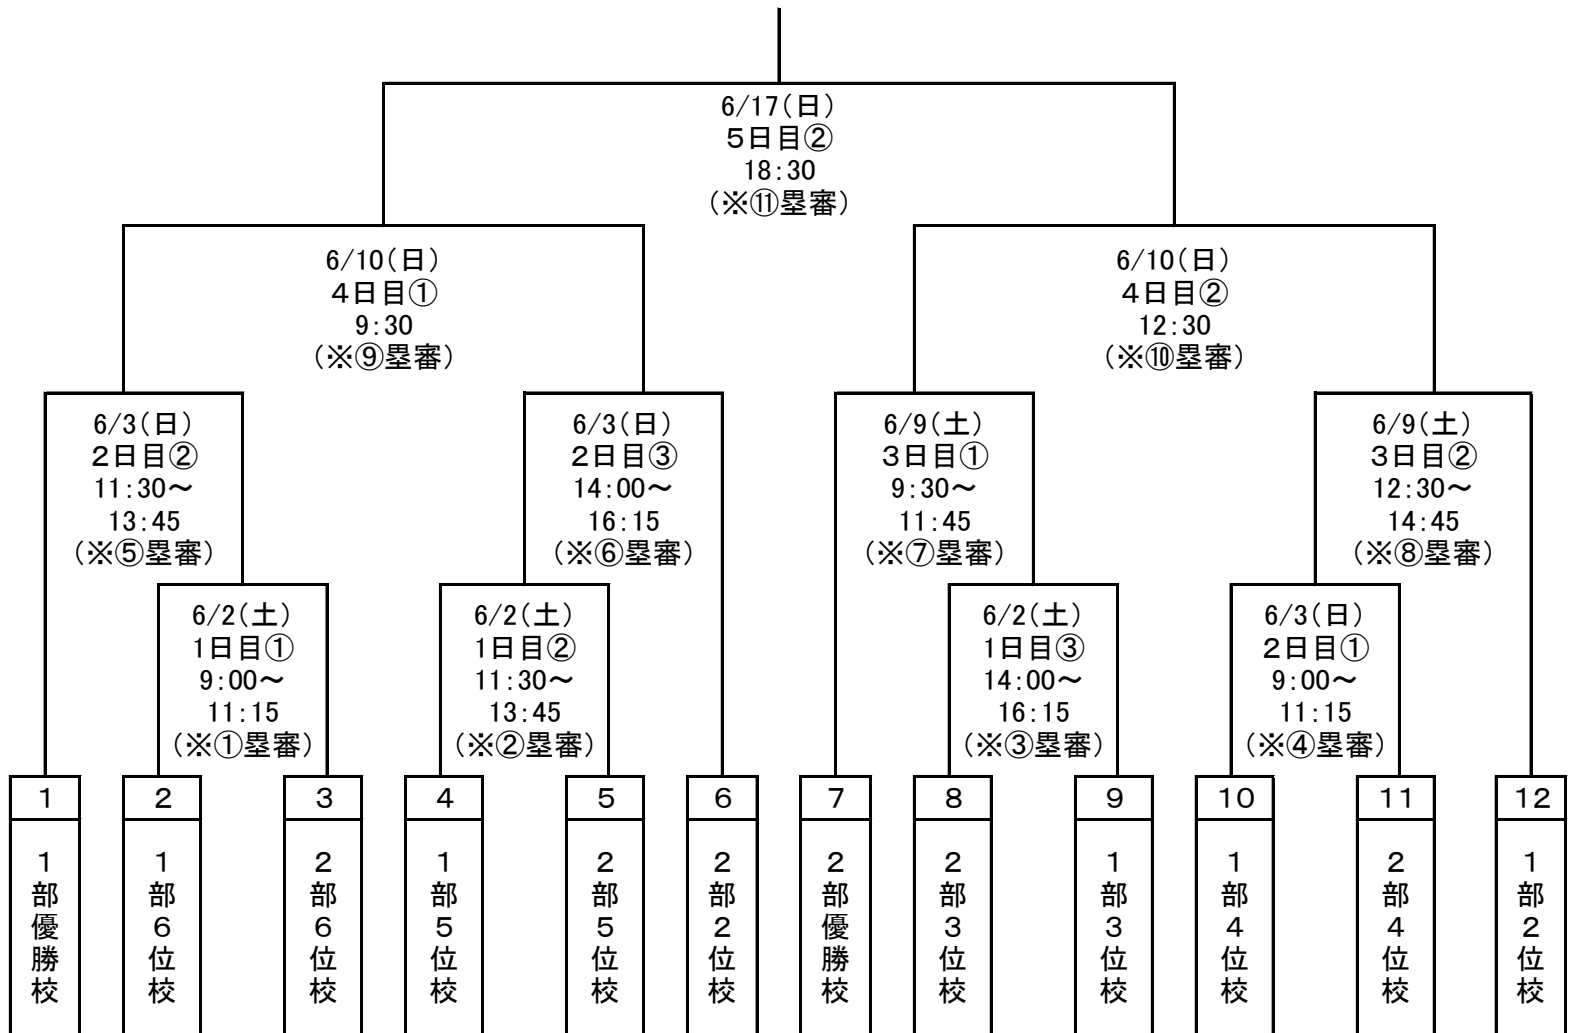 6/17(日)
５日目②
18:30
(※⑪塁審)
6/10(日)
４日目①
9:30
(※⑨塁審)
6/10(日)
４日目②
12:30
(※⑩塁審)
6/3(日)
２日目②
11:30～
13:45
(※⑤塁審)
6/3(日)
２日目③
14:00～
16:15
(※⑥塁審)
6/9(土)
３日目①
9:30～
11:45
(※⑦塁審)
6/9(土)
３日目②
12:30～
14:45
(※⑧塁審)
6/2(土)
1日目①
9:00～
11:15
(※①塁審)
6/2(土)
1日目②
11:30～
13:45
(※②塁審)
6/2(土)
1日目③
14:00～
16:15
(※③塁審)
6/3(日)
２日目①
9:00～
11:15
(※④塁審)
1
2
3
4
5
6
7
8
9
10
11
12
１部優勝校
１部６位校
２部６位校
１部５位校
２部５位校
２部２位校
２部優勝校
２部３位校
１部３位校
１部４位校
２部４位校
１部２位校